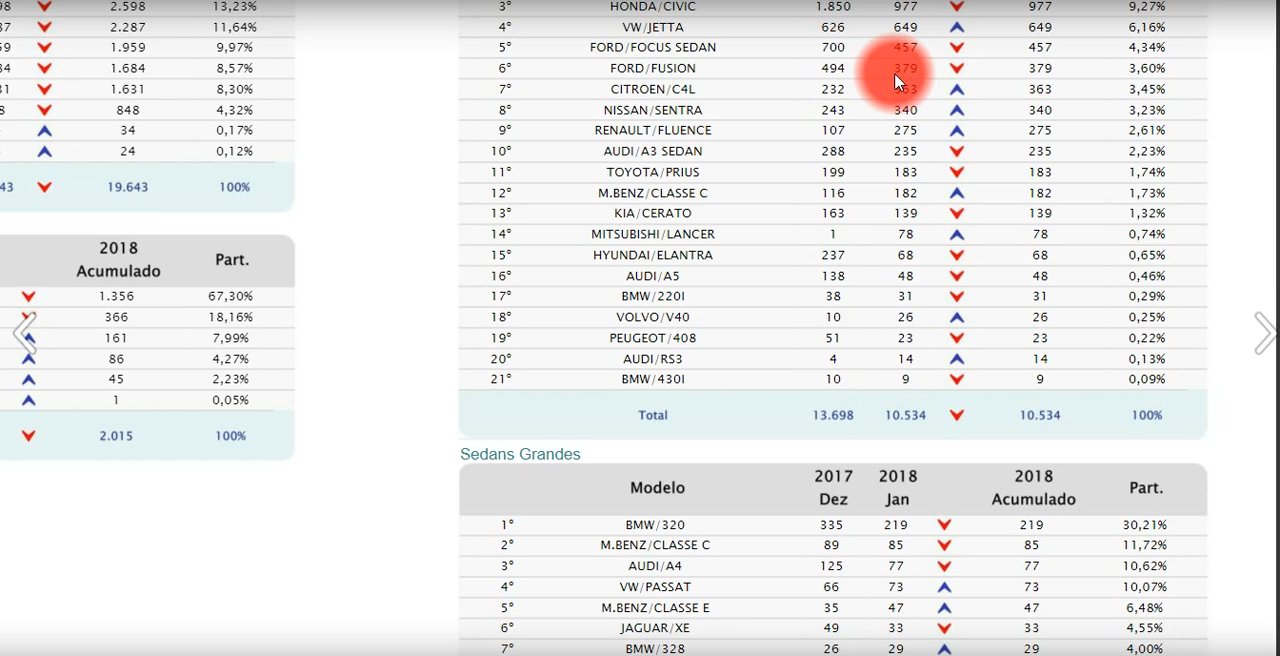 98 2.598 13,23%
87 2.287 11,64%
59 1.959 9,97%
84 1.684 8,57%
31 1.631 8,30%
8 848 4,32%
34 0,17%
24 0,12%
43 19.643 100%
2018
Acumulado Part.
1.356 67,30%
366 18,16%
161 7,99%
86 4,27%
45 2,23%
1 0,05%
2.015 100%
3° HONDA/CIVIC 1.850 977 977 9,27%
4° VW/JETTA 626 649 649 6,16%
5° FORD/FOCUS SEDAN 700 457 457 4,34%
6° FORD/FUSION 494 379 379 3,60%
7° CITROEN/C4L 232 363 363 3,45%
8° NISSAN/SENTRA 243 340 340 3,23%
9° RENAULT/FLUENCE 107 275 275 2,61%
10° AUDI/A3 SEDAN 288 235 235 2,23%
11° TOYOTA/PRIUS 199 183 183 1,74%
12° M.BENZ/CLASSE C 116 182 182 1,73%
13° KIA/CERATO 163 139 139 1,32%
14° MITSUBISHI/LANCER 1 78 78 0,74%
15° HYUNDAI/ELANTRA 237 68 68 0,65%
16° AUDI/A5 138 48 48 0,46%
17° BMW/220I 38 31 31 0,29%
18° VOLVO/V40 10 26 26 0,25%
19° PEUGEOT/408 51 23 23 0,22%
20° AUDI/RS3 4 14 14 0,13%
21° BMW/430I 10 9 9 0,09%
Total 13.698 10.534 10.534 100%
Sedans Grandes
Modelo 2017 Dez 2018 Jan 2018 Acumulado Part.
1° BMW/320 335 219 219 30,21%
2° M.BENZ/CLASSE C 89 85 85 11,72%
3° AUDI/A4 125 77 77 10,62%
4° VW/PASSAT 66 73 73 10,07%
5° M.BENZ/CLASSE E 35 47 47 6,48%
6° JAGUAR/XE 49 33 33 4,55%
7° BMW/328 26 29 29 4,00%